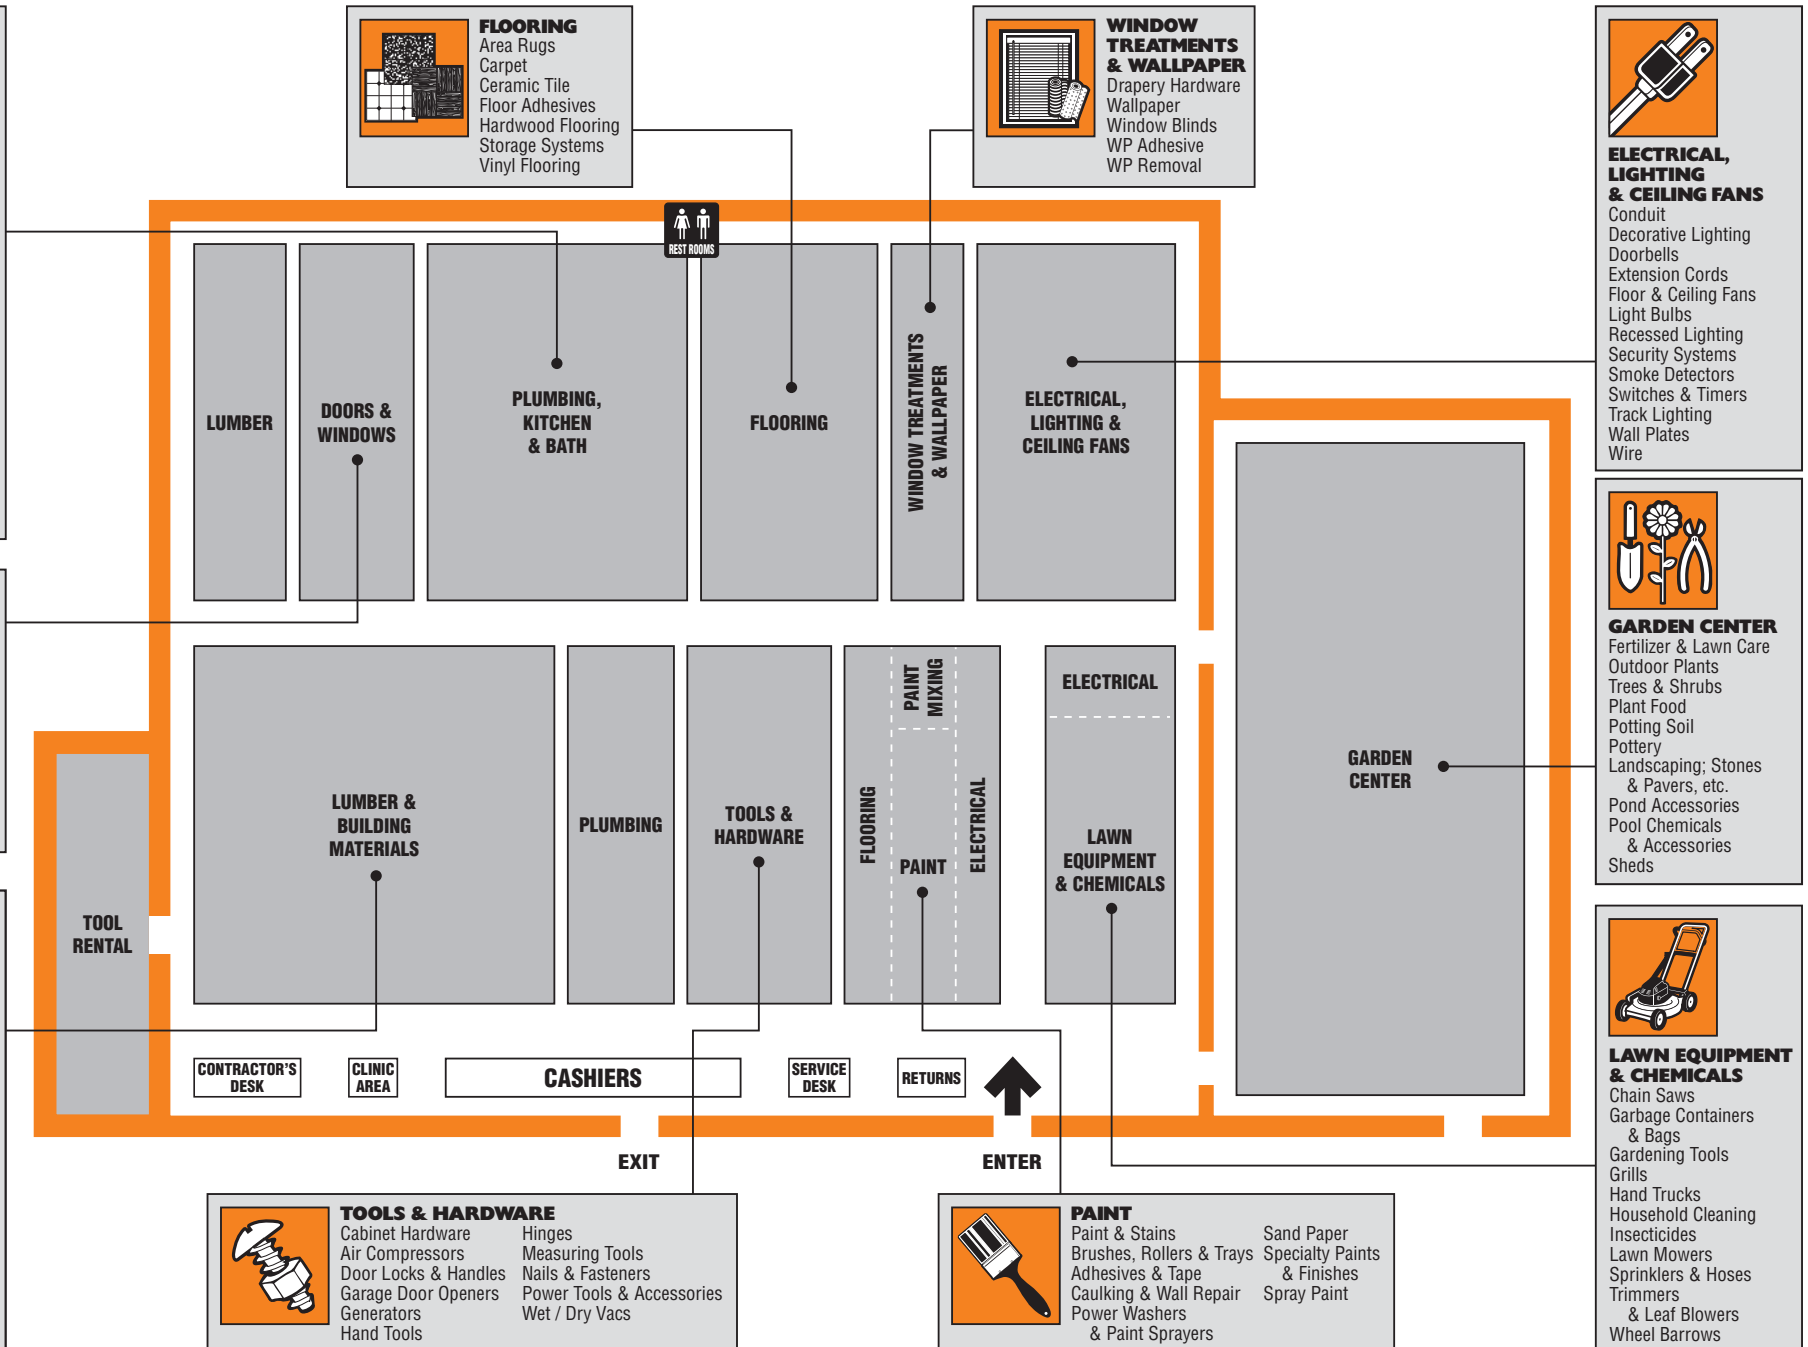 FLOORING
Area Rugs
Carpet
Ceramic Tile
Floor Adhesives
Hardwood Flooring
Storage Systems
Vinyl Flooring
WINDOW
TREATMENTS
& WALLPAPER
Drapery Hardware
Wallpaper
Window Blinds
WP Adhesive
WP Removal
ELECTRICAL,
LIGHTING
& CEILING FANS
Conduit
Decorative Lighting
Doorbells
Extension Cords
Floor & Ceiling Fans
Light Bulbs
Recessed Lighting
Security Systems
Smoke Detectors
Switches & Timers
Track Lighting
Wall Plates
Wire
REST ROOMS
LUMBER
DOORS &
WINDOWS
PLUMBING,
KITCHEN
& BATH
FLOORING
WINDOW TREATMENTS
& WALLPAPER
ELECTRICAL,
LIGHTING &
CEILING FANS
GARDEN CENTER
Fertilizer & Lawn Care
Outdoor Plants
Trees & Shrubs
Plant Food
Potting Soil
Pottery
Landscaping; Stones
& Pavers, etc.
Pond Accessories
Pool Chemicals
& Accessories
Sheds
TOOL
RENTAL
LUMBER &
BUILDING
MATERIALS
PLUMBING
TOOLS &
HARDWARE
FLOORING
PAINT
MIXING
PAINT
ELECTRICAL
ELECTRICAL
LAWN
EQUIPMENT
& CHEMICALS
GARDEN
CENTER
CONTRACTOR'S
DESK
CLINIC
AREA
CASHIERS
SERVICE
DESK
RETURNS
EXIT
ENTER
LAWN EQUIPMENT
& CHEMICALS
Chain Saws
Garbage Containers
& Bags
Gardening Tools
Grills
Hand Trucks
Household Cleaning
Insecticides
Lawn Mowers
Sprinklers & Hoses
Trimmers
& Leaf Blowers
Wheel Barrows
TOOLS & HARDWARE
Cabinet Hardware
Air Compressors
Door Locks & Handles
Garage Door Openers
Generators
Hand Tools
Hinges
Measuring Tools
Nails & Fasteners
Power Tools & Accessories
Wet / Dry Vacs
PAINT
Paint & Stains
Brushes, Rollers & Trays
Adhesives & Tape
Caulking & Wall Repair
Power Washers
& Paint Sprayers
Sand Paper
Specialty Paints
& Finishes
Spray Paint